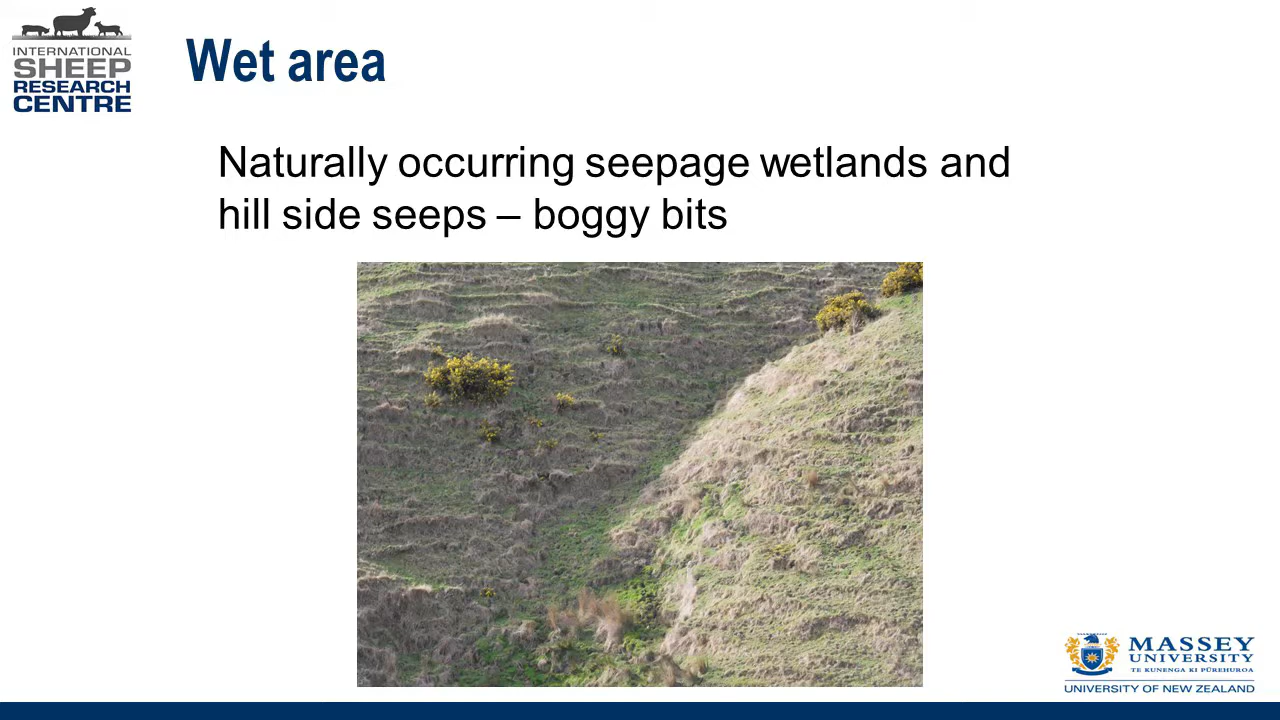 INTERNATIONAL
SHEEP
RESEARCH
CENTRE
Wet area
Naturally occurring seepage wetlands and
hill side seeps – boggy bits
MASSEY
UNIVERSITY
TE KUNENGA KI PŪREHUROA
UNIVERSITY OF NEW ZEALAND